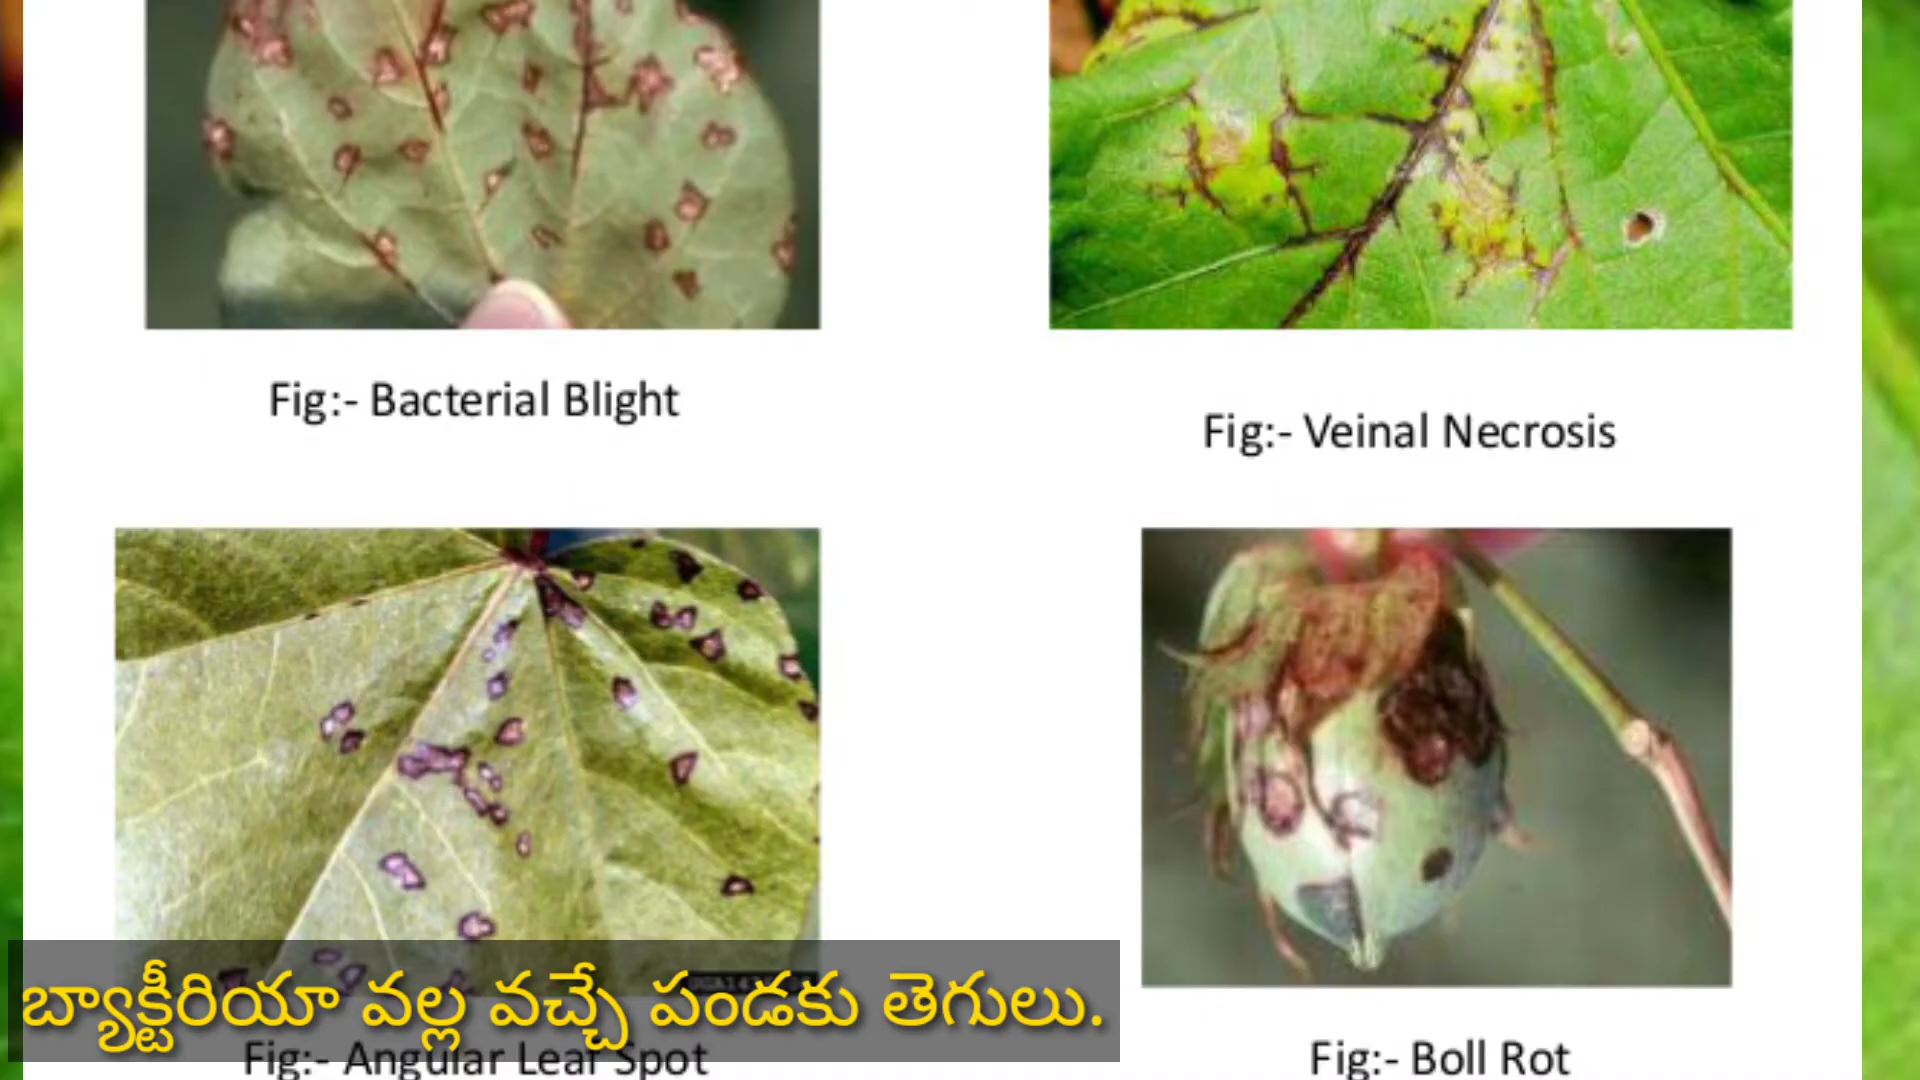 Fig:- Bacterial Blight
Fig:- Veinal Necrosis
బ్యాక్టీరియా వల్ల వచ్చే పండకు తెగులు.
Fig:- Angular Leaf Spot
Fig:- Boll Rot